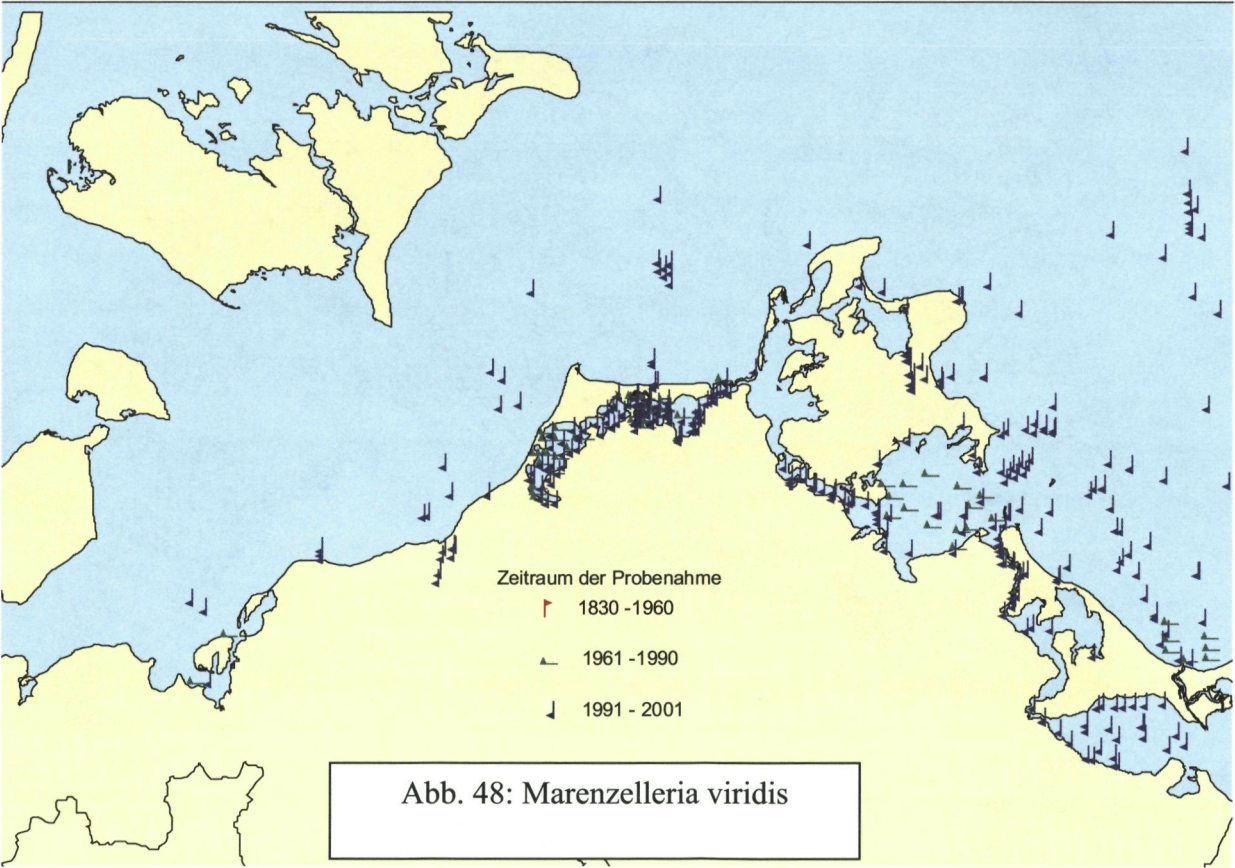 Zeitraum der Probenahme
1830 -1960
1961 -1990
1991 - 2001
Abb. 48: Marenzelleria viridis